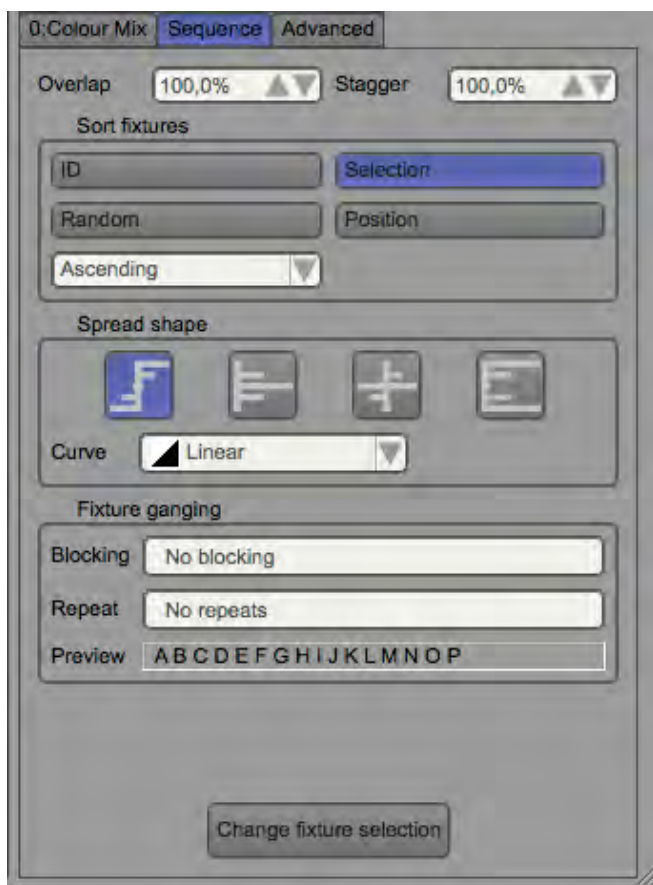 0:Colour Mix Sequence Advanced
Overlap 100,0% Stagger 100,0%
Sort fixtures
ID Selection
Random Position
Ascending
Spread shape
Curve Linear
Fixture ganging
Blocking No blocking
Repeat No repeats
Preview A B C D E F G H I J K L M N O P
Change fixture selection